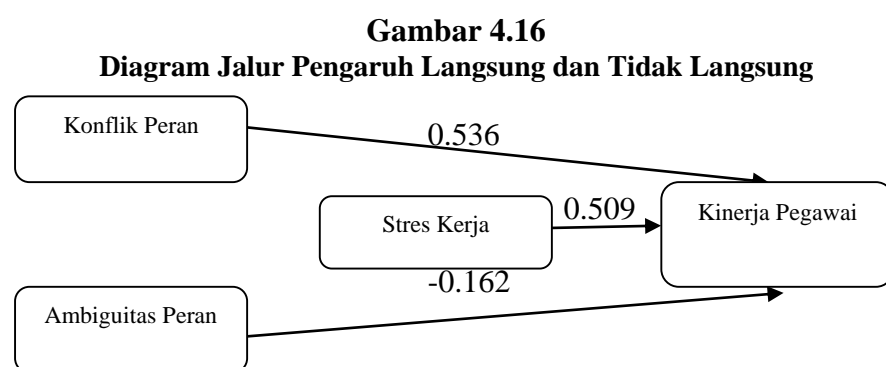 Gambar 4.16
Diagram Jalur Pengaruh Langsung dan Tidak Langsung
Konflik Peran
0.536
Stres Kerja
0.509
Kinerja Pegawai
-0.162
Ambiguitas Peran